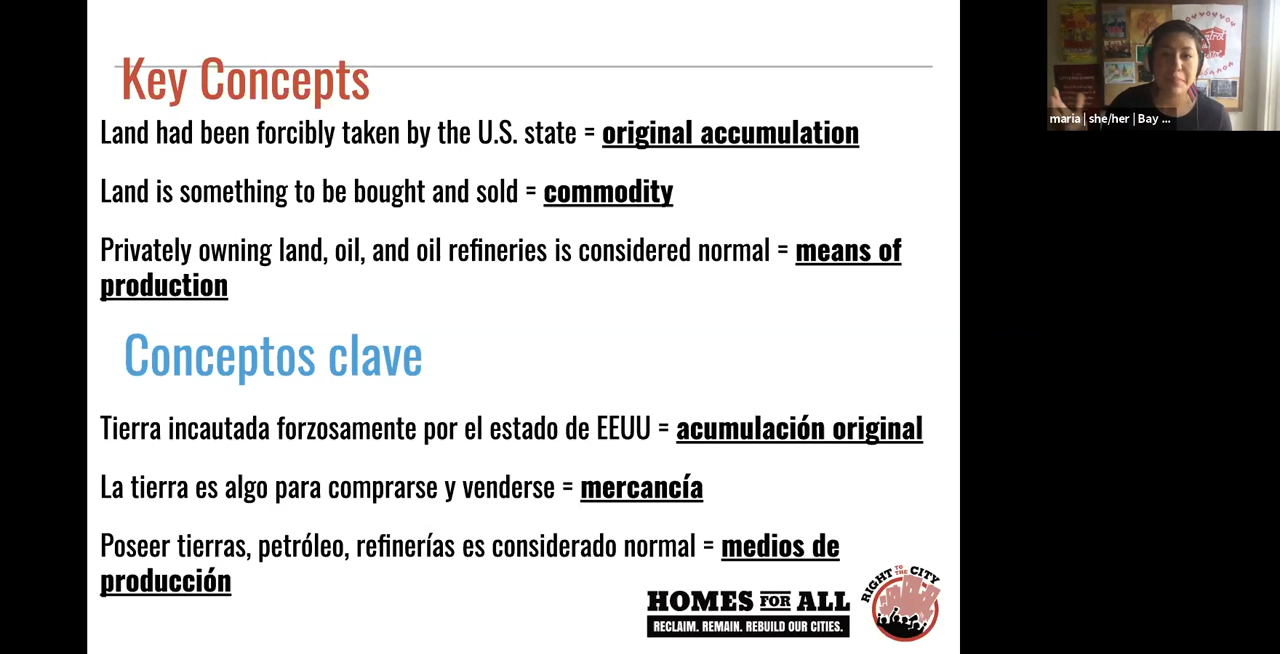 Key Concepts
Land had been forcibly taken by the U.S. state = original accumulation
Land is something to be bought and sold = commodity
Privately owning land, oil, and oil refineries is considered normal = means of
production
Conceptos clave
Tierra incautada forzosamente por el estado de EEUU = acumulación original
La tierra es algo para comprarse y venderse = mercancía
Poseer tierras, petróleo, refinerías es considerado normal = medios de
producción
HOMES FOR ALL
RECLAIM. REMAIN. REBUILD OUR CITIES.
RIGHT TO THE CITY
maria | she/her | Bay ...